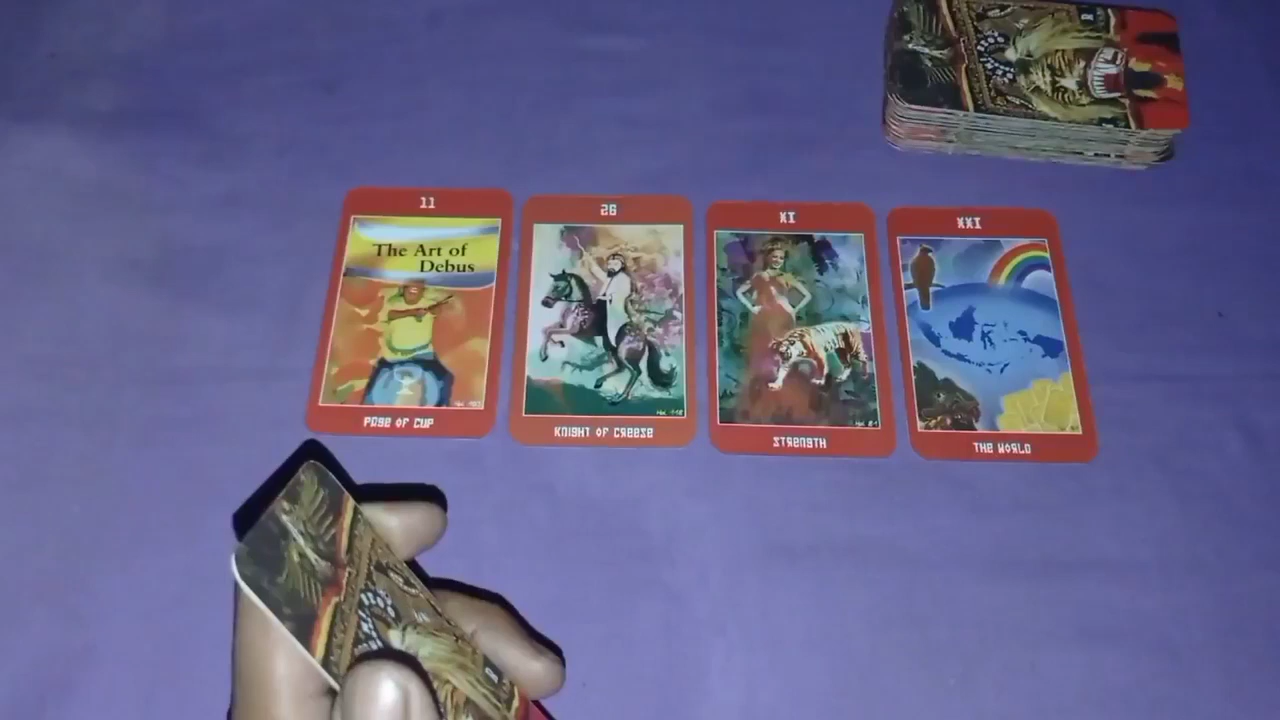 11
The Art of
Debus
PAGE OF CUP
26
KNIGHT OF CREESE
XI
STRENGTH
XXI
THE WORLD